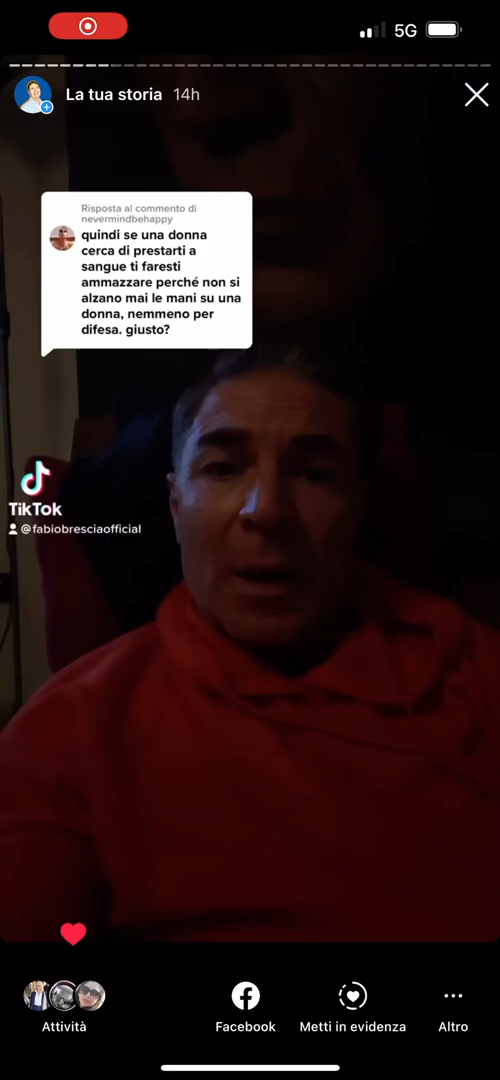 5G
La tua storia 14h
Risposta al commento di
nevermindbehappy
quindi se una donna
cerca di prestarti a
sangue ti faresti
ammazzare perché non si
alzano mai le mani su una
donna, nemmeno per
difesa. giusto?
TikTok
@fabiobresciaofficial
Attività
Facebook
Metti in evidenza
Altro